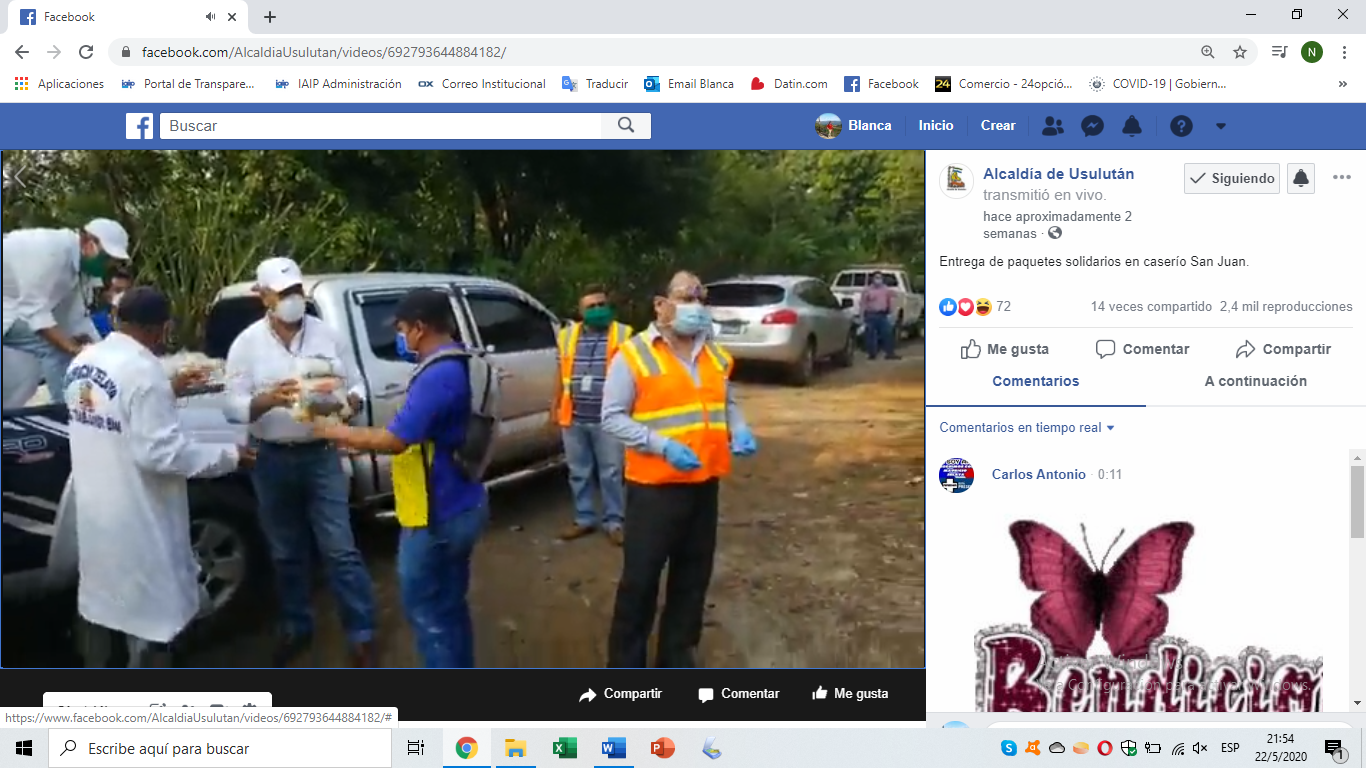 Facebook
facebook.com/AlcaldiaUsulutan/videos/692793644884182/
N
Aplicaciones
Portal de Transpare...
IAIP Administración
OX
Correo Institucional
Traducir
Email Blanca
Datin.com
Facebook
24
Comercio - 24opció...
COVID-19 | Gobiern...
Buscar
Blanca
Inicio
Crear
Alcaldía de Usulután
transmitió en vivo.
hace aproximadamente 2
semanas ·
Siguiendo
Entrega de paquetes solidarios en caserío San Juan.
72
14 veces compartido
2,4 mil reproducciones
Me gusta
Comentar
Compartir
Comentarios
A continuación
Comentarios en tiempo real
Carlos Antonio · 0:11
Compartir
Comentar
Me gusta
https://www.facebook.com/AlcaldiaUsulutan/videos/692793644884182/#
Escribe aquí para buscar
ESP
21:54
22/5/2020
1